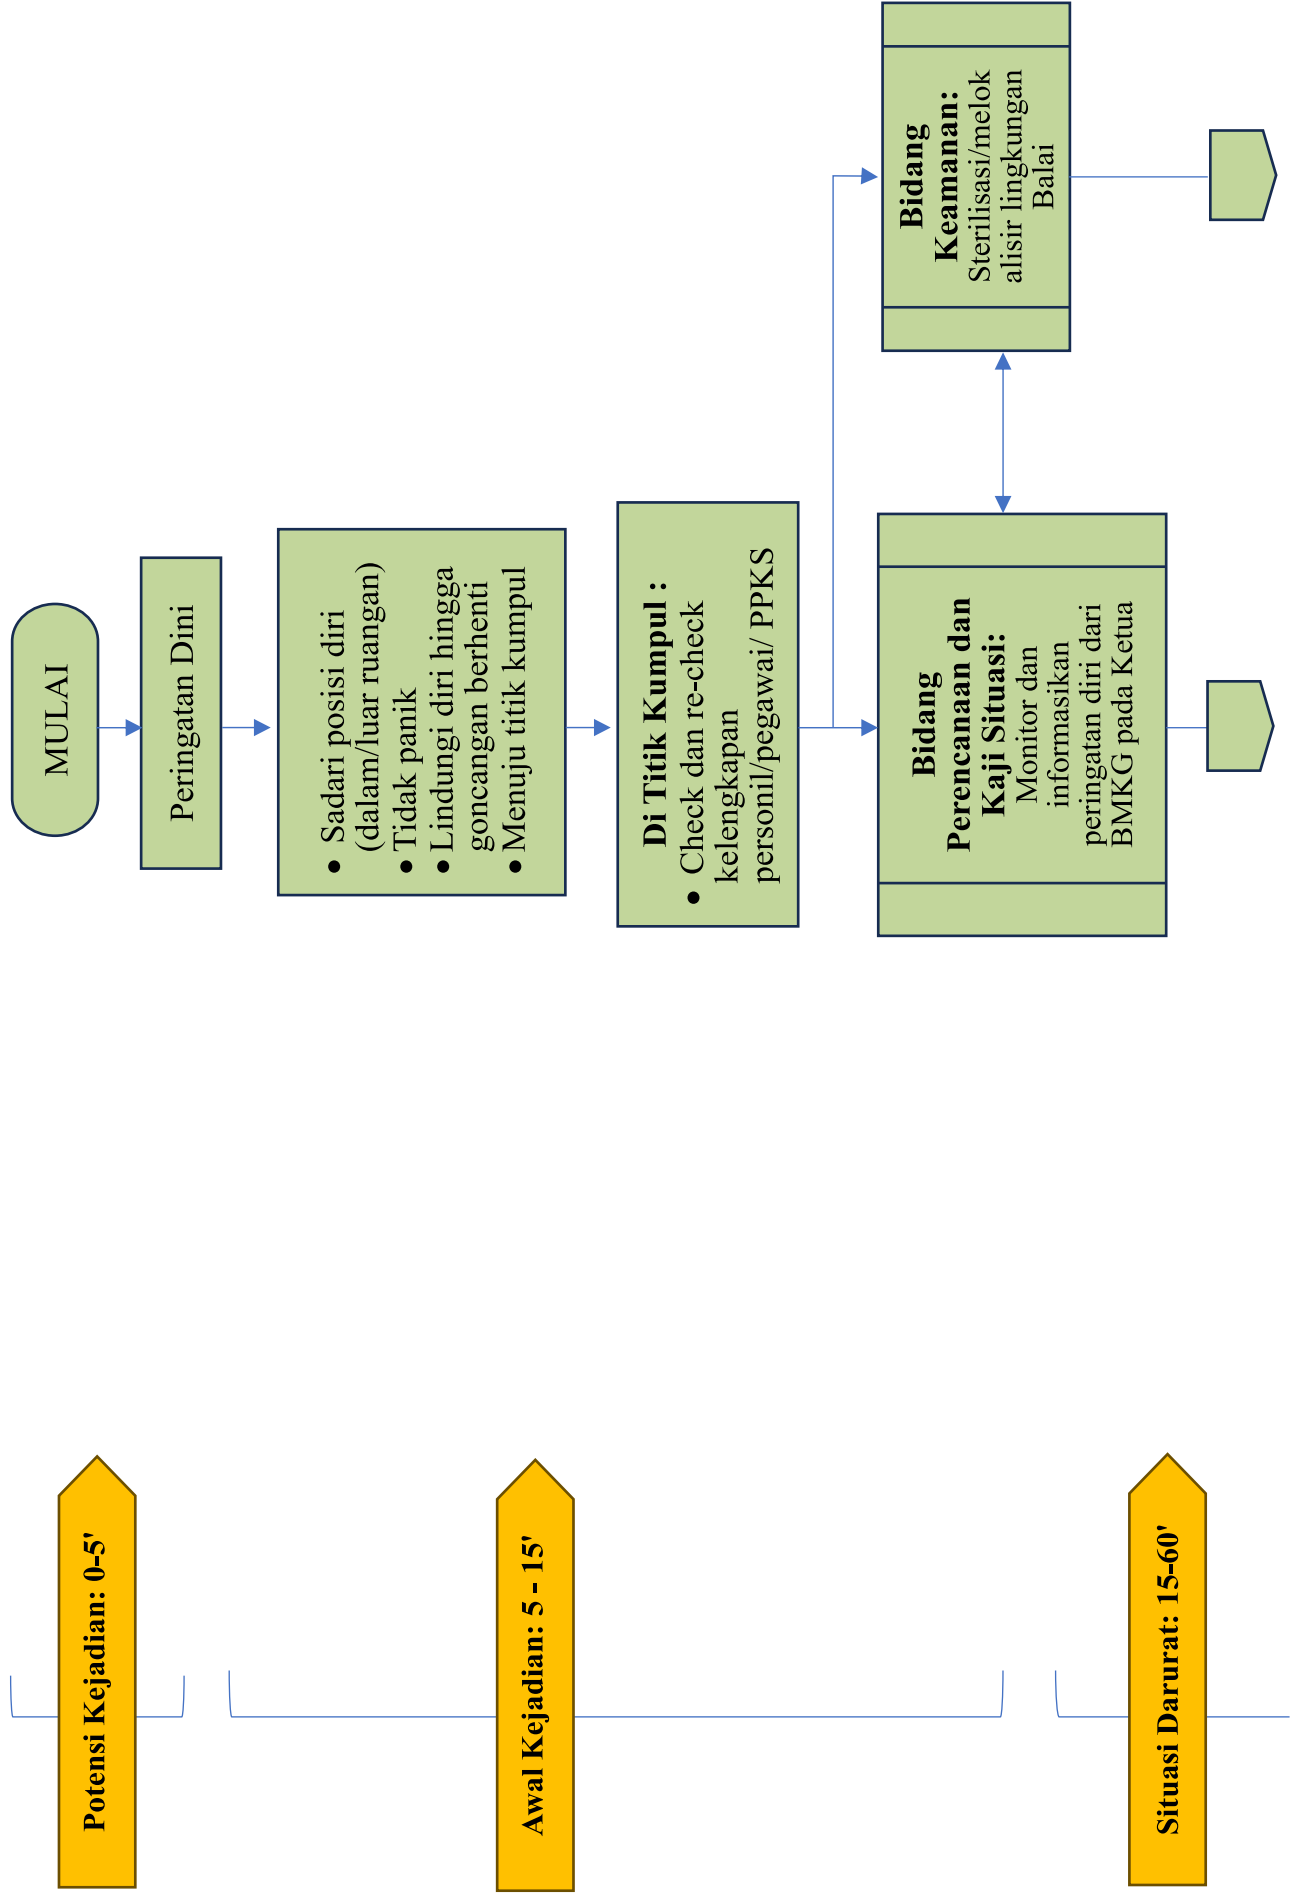 MULAI
Peringatan Dini
• Sadari posisi diri
(dalam/luar ruangan)
• Tidak panik
• Lindungi diri hingga
goncangan berhenti
• Menuju titik kumpul
Di Titik Kumpul :
• Check dan re-check
kelengkapan
personil/pegawai/ PPKS
Bidang
Perencanaan dan
Kaji Situasi:
Monitor dan
informasikan
peringatan diri dari
BMKG pada Ketua
Bidang
Keamanan:
Sterilisasi/melok
alisir lingkungan
Balai
Potensi Kejadian: 0-5'
Awal Kejadian: 5 - 15'
Situasi Darurat: 15-60'